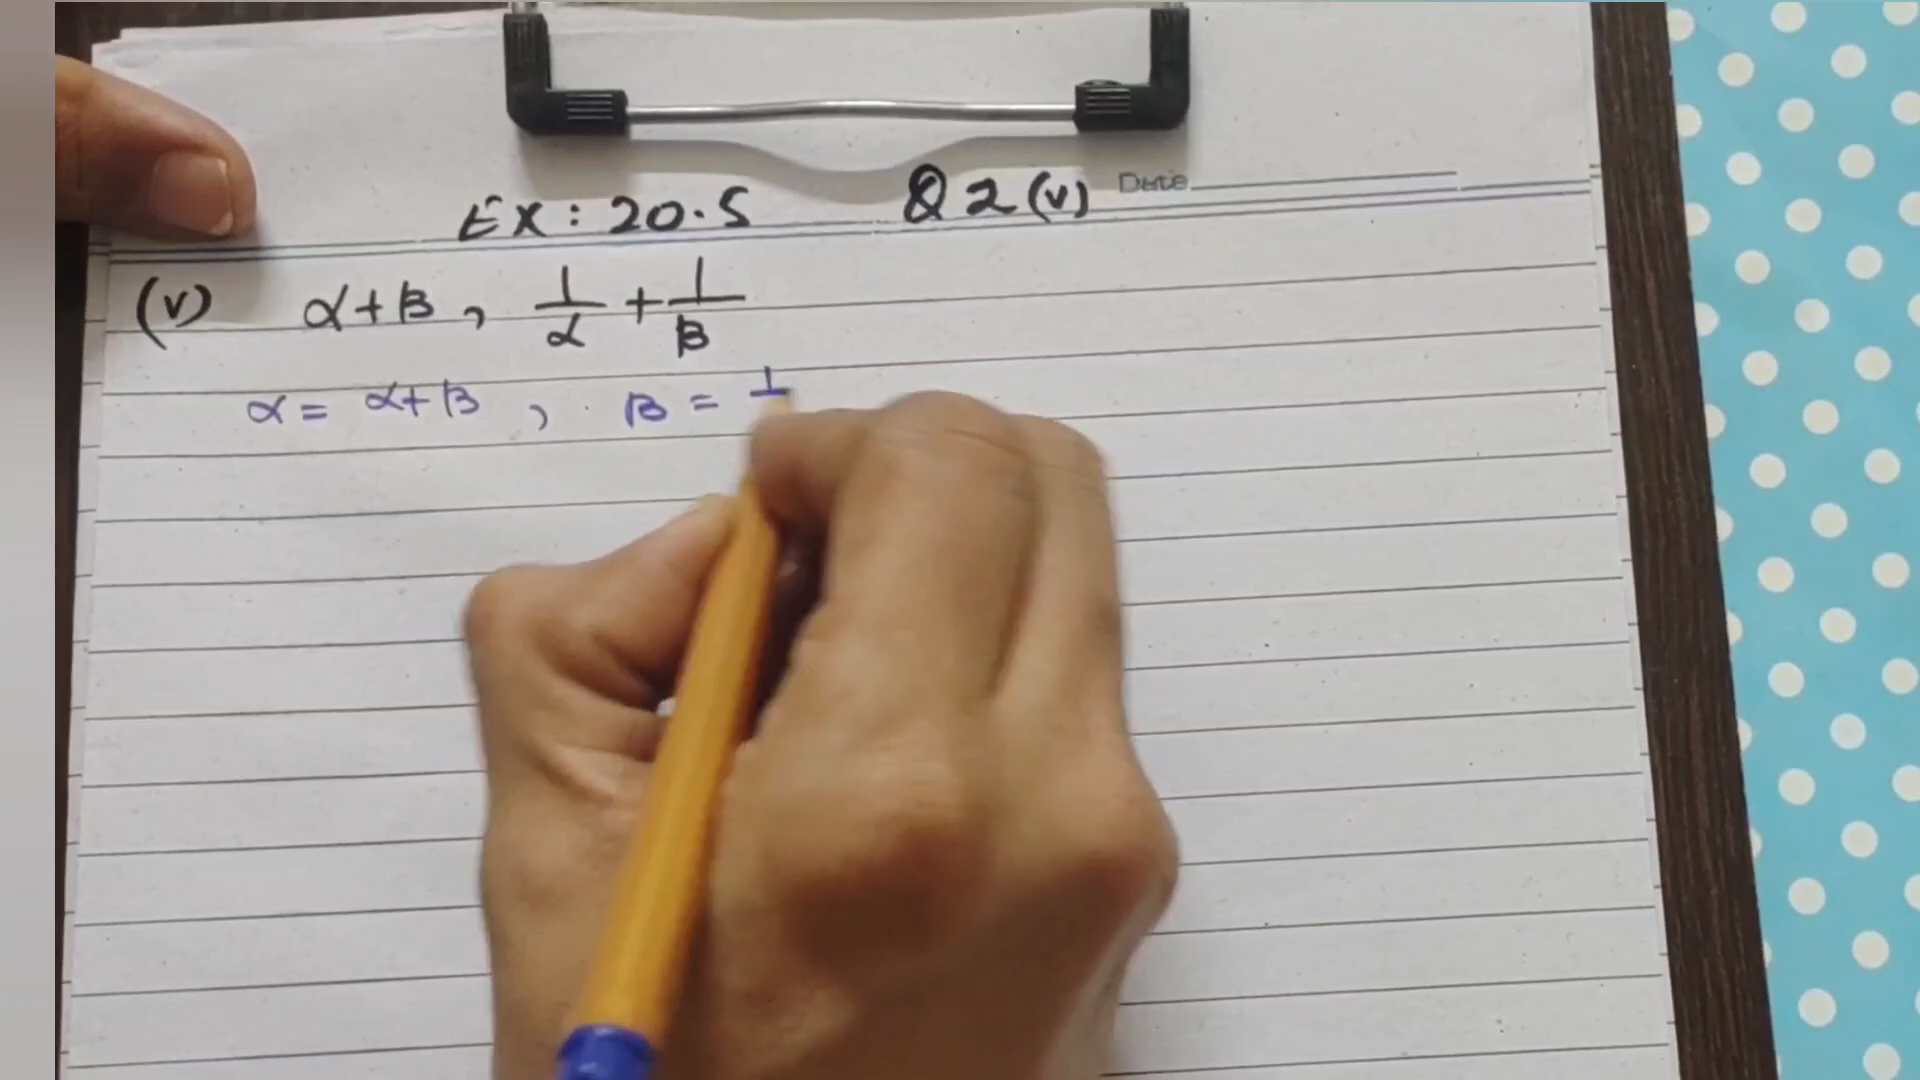 Date
EX : 20.5 Q 2 (v)
(v) α+β , 1/α + 1/β
α = α+β , β = 1